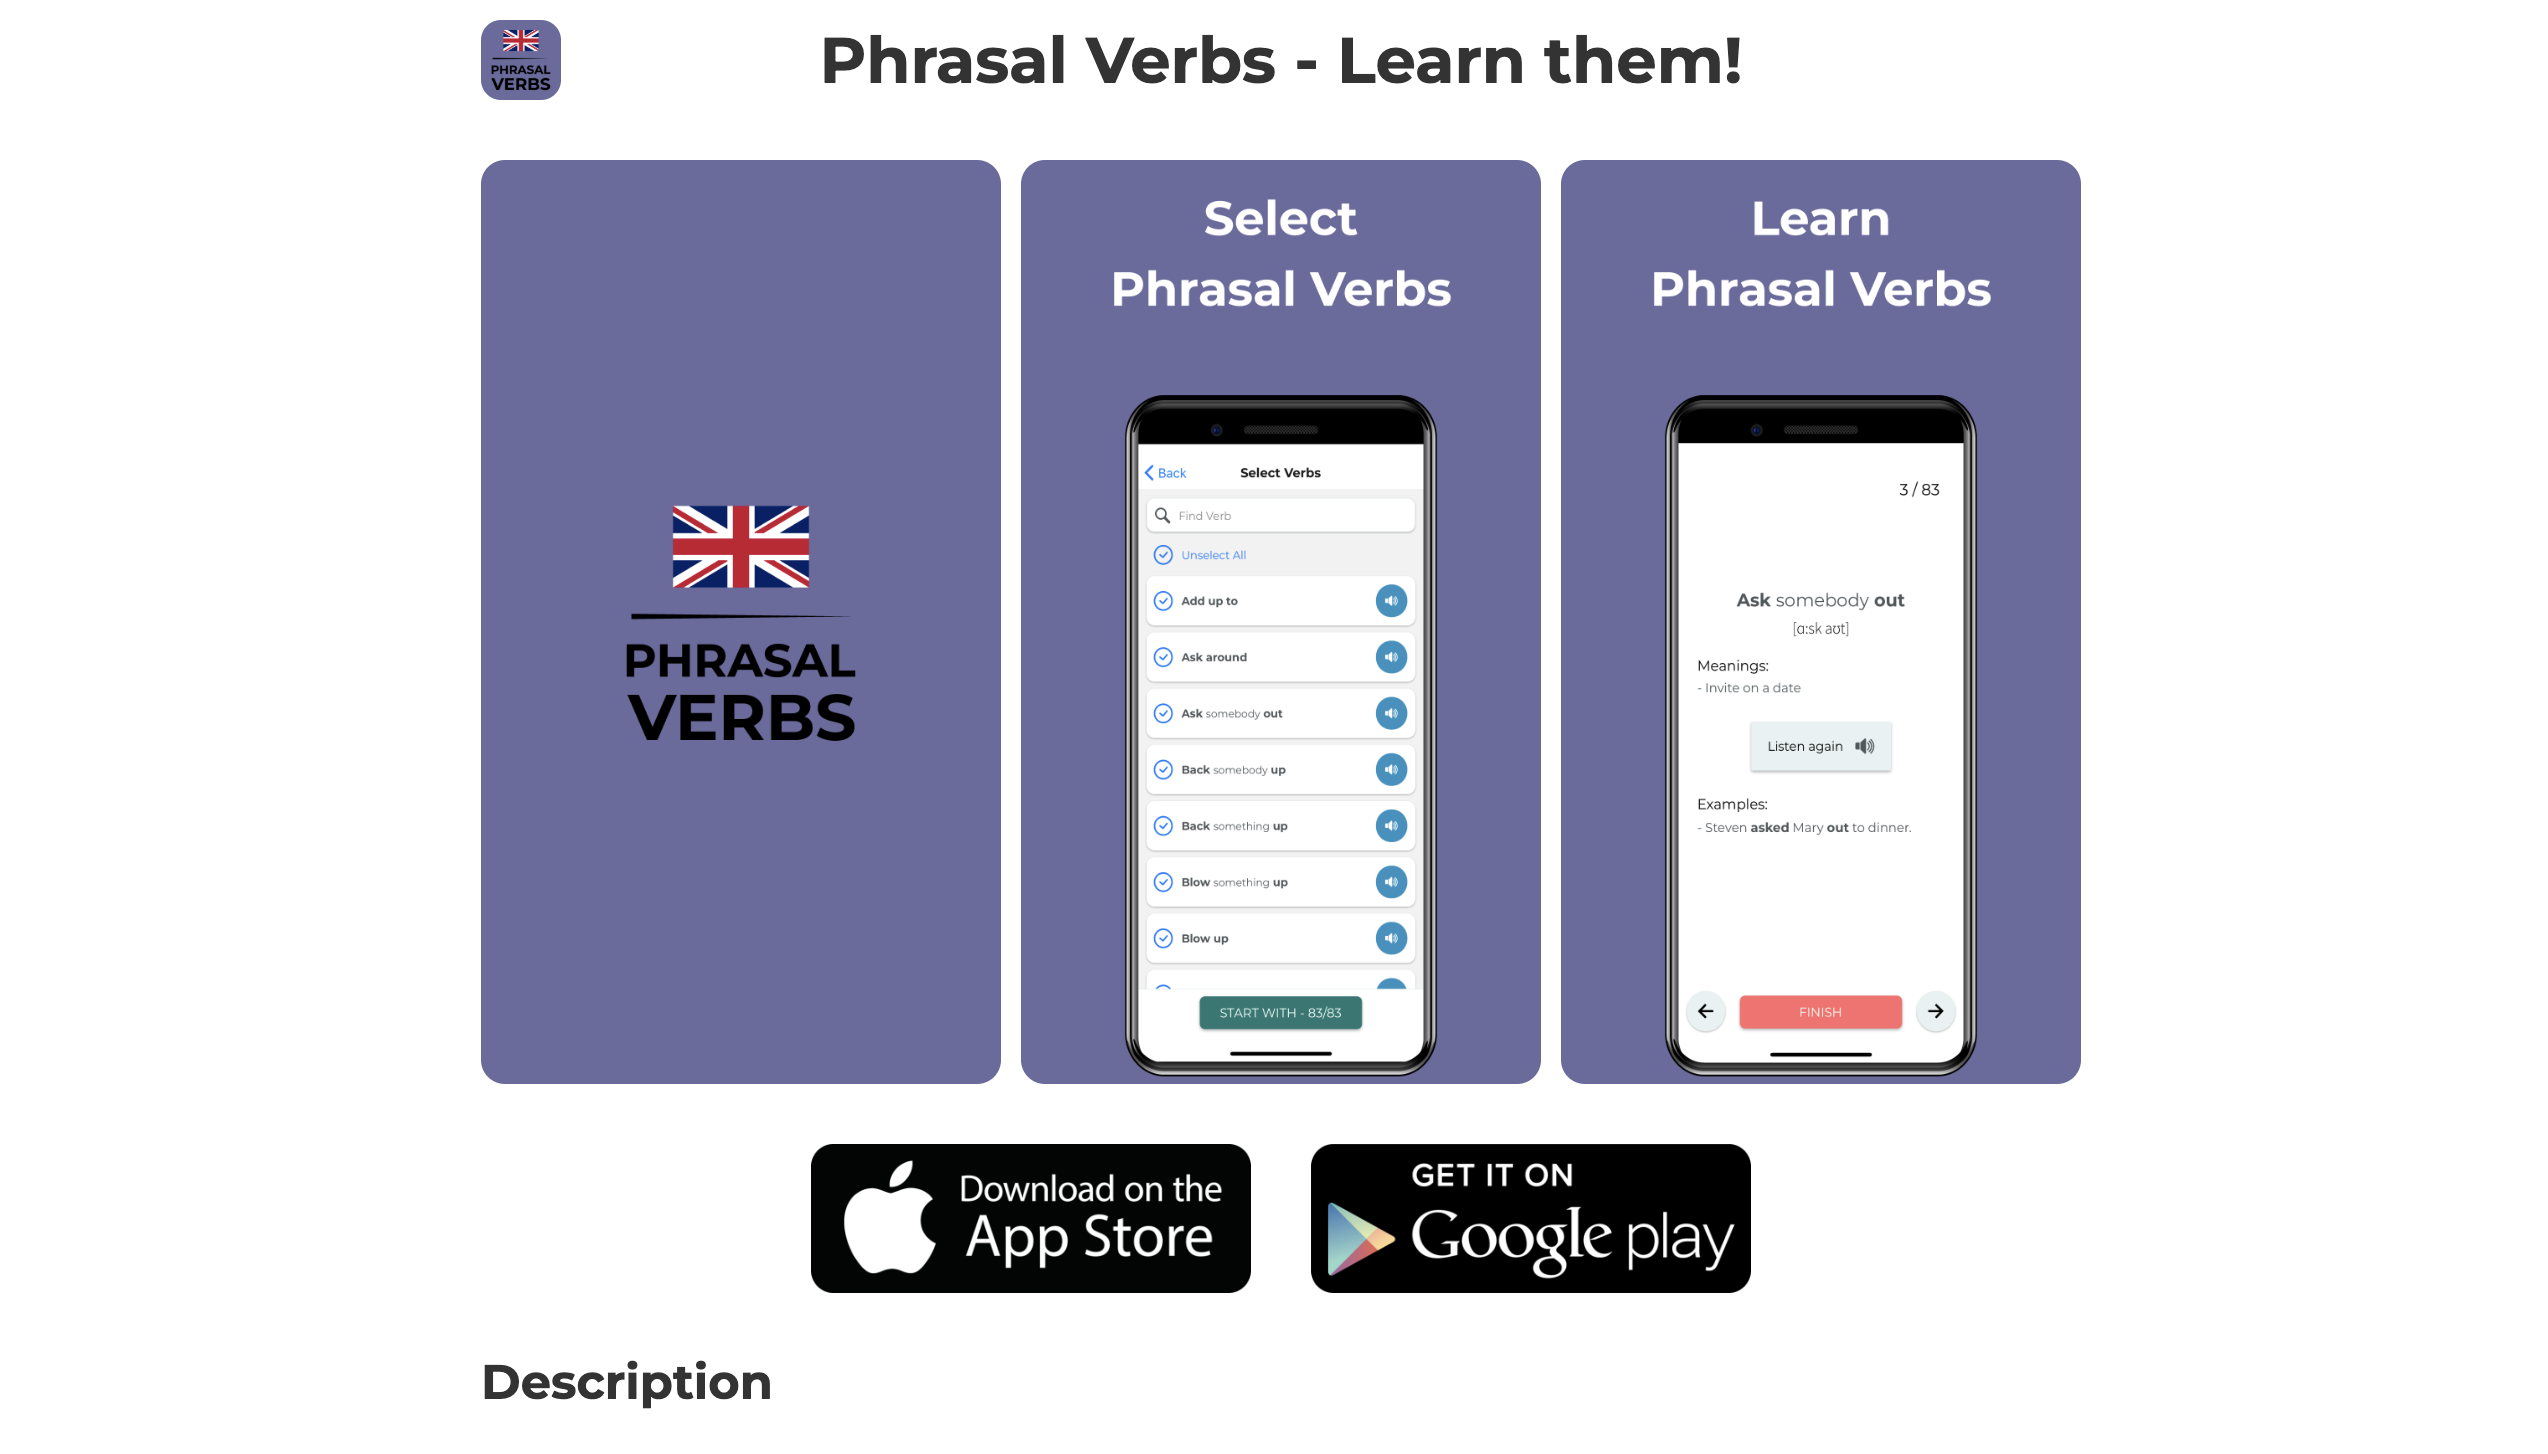 PHRASAL
VERBS
Phrasal Verbs - Learn them!
PHRASAL
VERBS
Select
Phrasal Verbs
Back
Select Verbs
Find Verb
Unselect All
Add up to
Ask around
Ask somebody out
Back somebody up
Back something up
Blow something up
Blow up
START WITH - 83/83
Learn
Phrasal Verbs
3 / 83
Ask somebody out
[ɑ:sk aʊt]
Meanings:
- Invite on a date
Listen again
Examples:
- Steven asked Mary out to dinner.
FINISH
Download on the
App Store
GET IT ON
Google play
Description